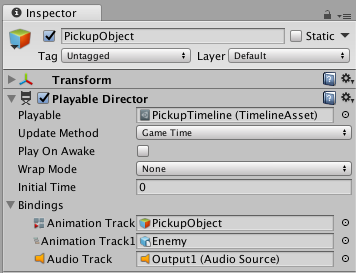 Inspector
PickupObject Static
Tag Untagged Layer Default
Transform
Playable Director
Playable PickupTimeline (TimelineAsset)
Update Method Game Time
Play On Awake
Wrap Mode None
Initial Time 0
Bindings
Animation Track PickupObject
Animation Track1 Enemy
Audio Track Output1 (Audio Source)